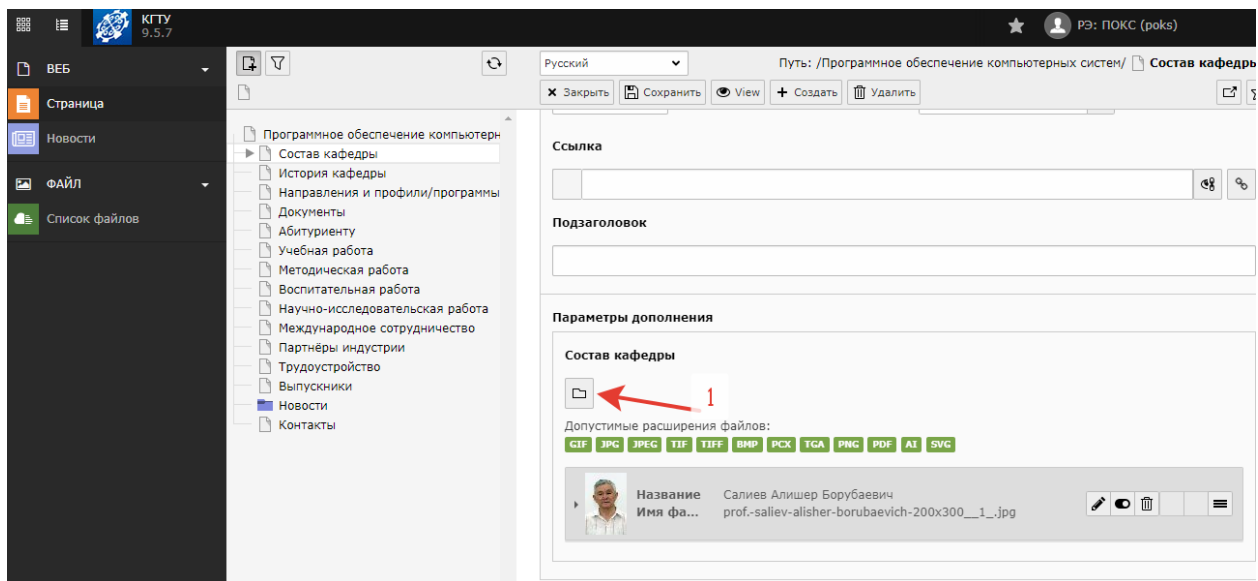 КГТУ
9.5.7
РЭ: ПОКС (poks)
ВЕБ
Страница
Новости
ФАЙЛ
Список файлов
Программное обеспечение компьютерн
Состав кафедры
История кафедры
Направления и профили/программы
Документы
Абитуриенту
Учебная работа
Методическая работа
Воспитательная работа
Научно-исследовательская работа
Международное сотрудничество
Партнёры индустрии
Трудоустройство
Выпускники
Новости
Контакты
Русский
Путь: /Программное обеспечение компьютерных систем/ Состав кафедры
Закрыть Сохранить View Создать Удалить
Ссылка
Подзаголовок
Параметры дополнения
Состав кафедры
1
Допустимые расширения файлов:
GIF JPG JPEG TIF TIFF BMP PCX TGA PNG PDF AI SVG
Название Салиев Алишер Борубаевич
Имя фа... prof.-saliev-alisher-borubaevich-200x300__1_.jpg